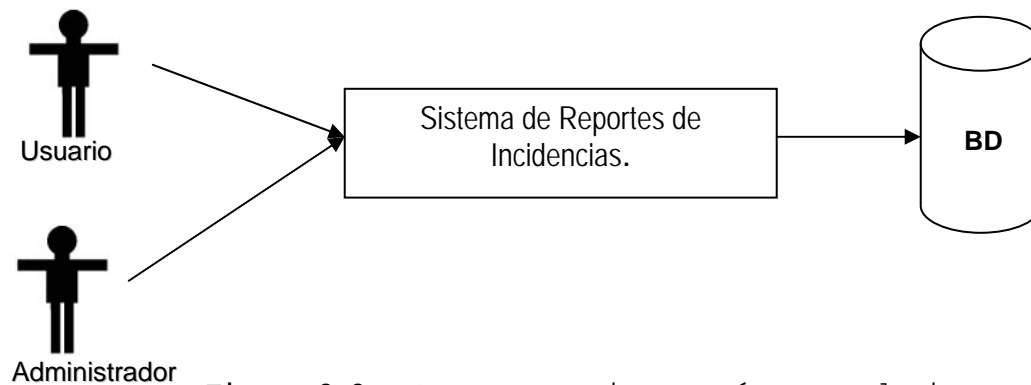 Usuario
Sistema de Reportes de
Incidencias.
BD
Administrador